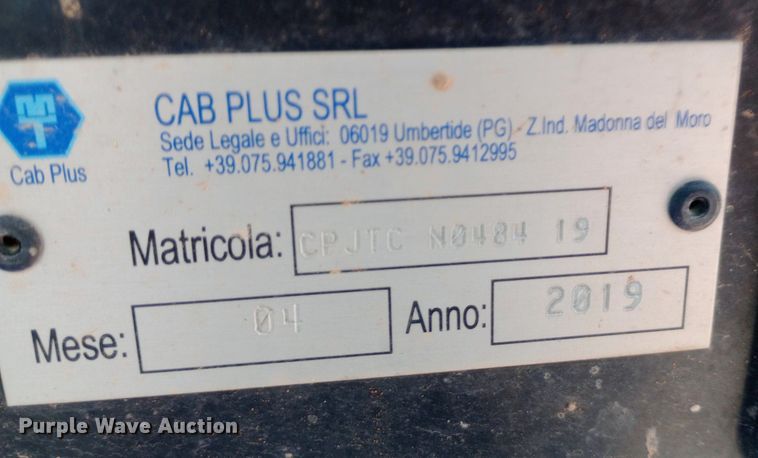 CAB PLUS SRL
Sede Legale e Uffici: 06019 Umbertide (PG) - Z.Ind. Madonna del Moro
Tel. +39.075.941881 - Fax +39.075.9412995
Cab Plus
Matricola: CPJTC N0484 19
Mese: 04 Anno: 2019
Purple Wave Auction